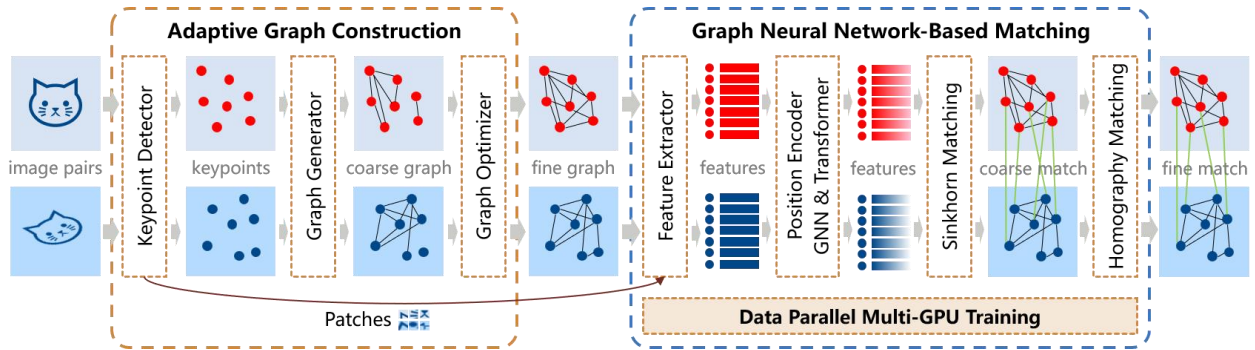 Adaptive Graph Construction
Graph Neural Network-Based Matching
image pairs
Keypoint Detector
keypoints
Graph Generator
coarse graph
Graph Optimizer
fine graph
Feature Extractor
features
Position Encoder
GNN & Transformer
features
Sinkhorn Matching
coarse match
Homography Matching
fine match
Patches
Data Parallel Multi-GPU Training